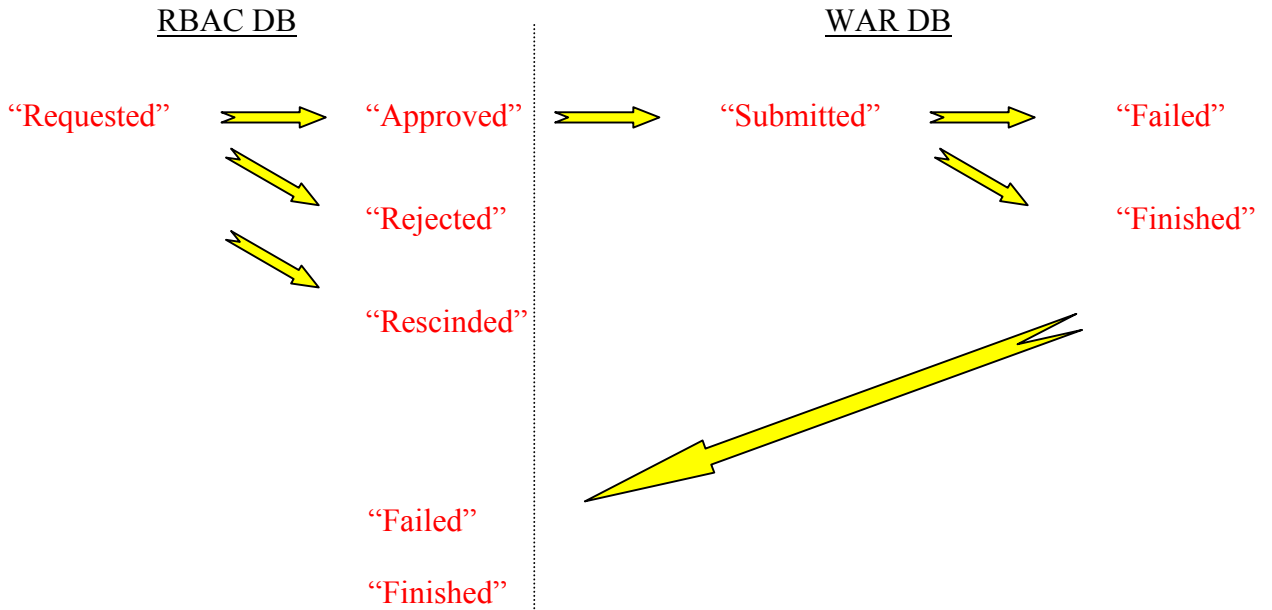 RBAC DB
WAR DB
“Requested”
“Approved”
“Submitted”
“Failed”
“Rejected”
“Finished”
“Rescinded”
“Failed”
“Finished”